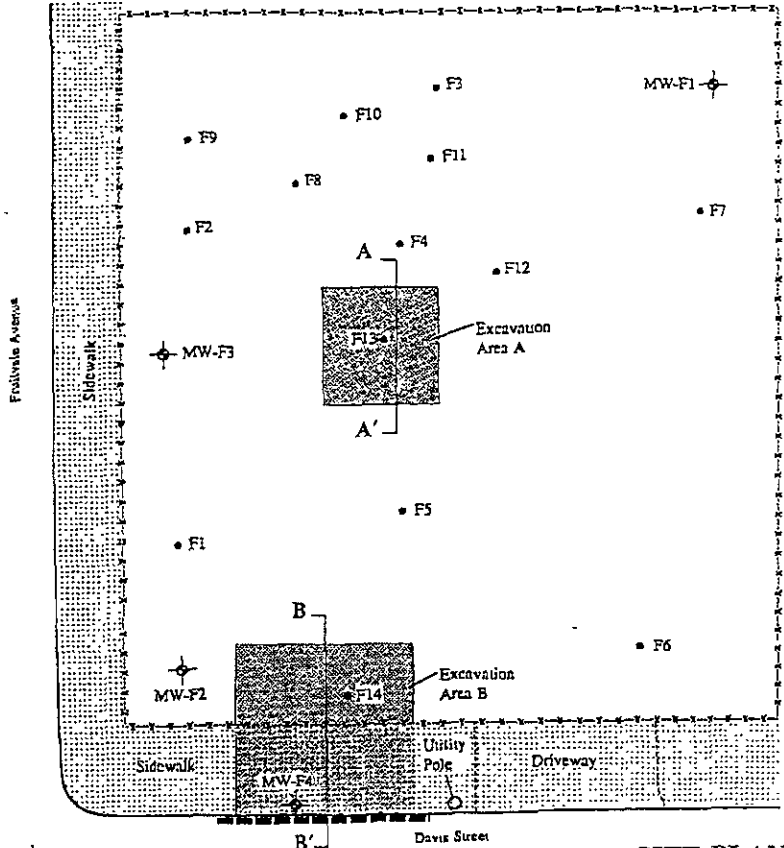 F3
MW-F1
F10
F9
F11
F8
F7
F2
F4
A
F12
Excavation
Area A
F13
MW-F3
Fruitvale Avenue
Sidewalk
A'
F5
F1
B
F6
Excavation
Area B
F14
MW-F2
Sidewalk
Utility
Pole
Driveway
MW-F4
B'
Davis Street